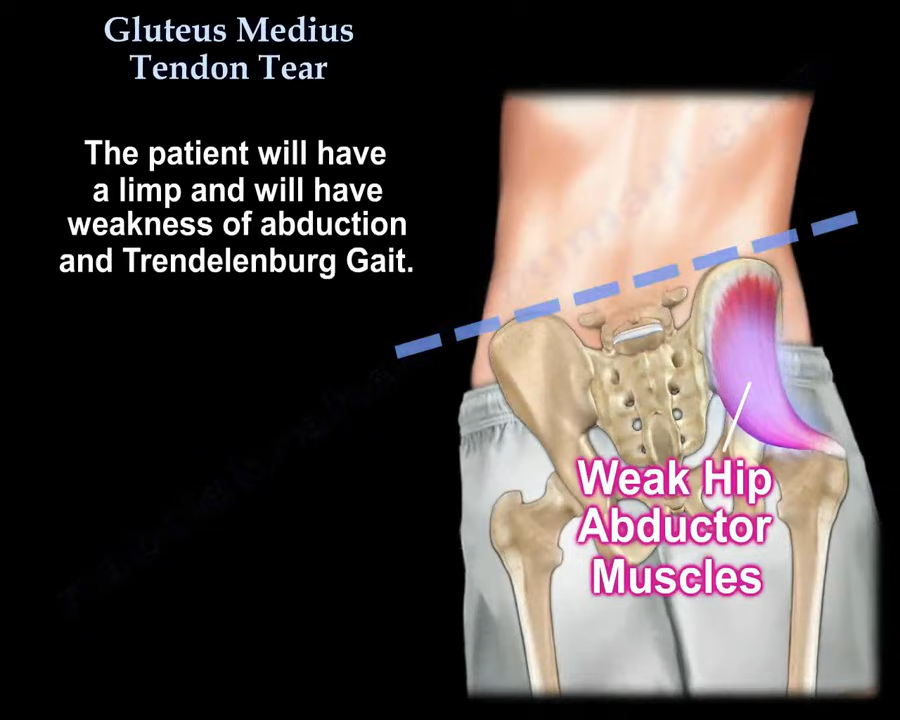 Gluteus Medius
Tendon Tear
The patient will have
a limp and will have
weakness of abduction
and Trendelenburg Gait.
Weak Hip
Abductor
Muscles